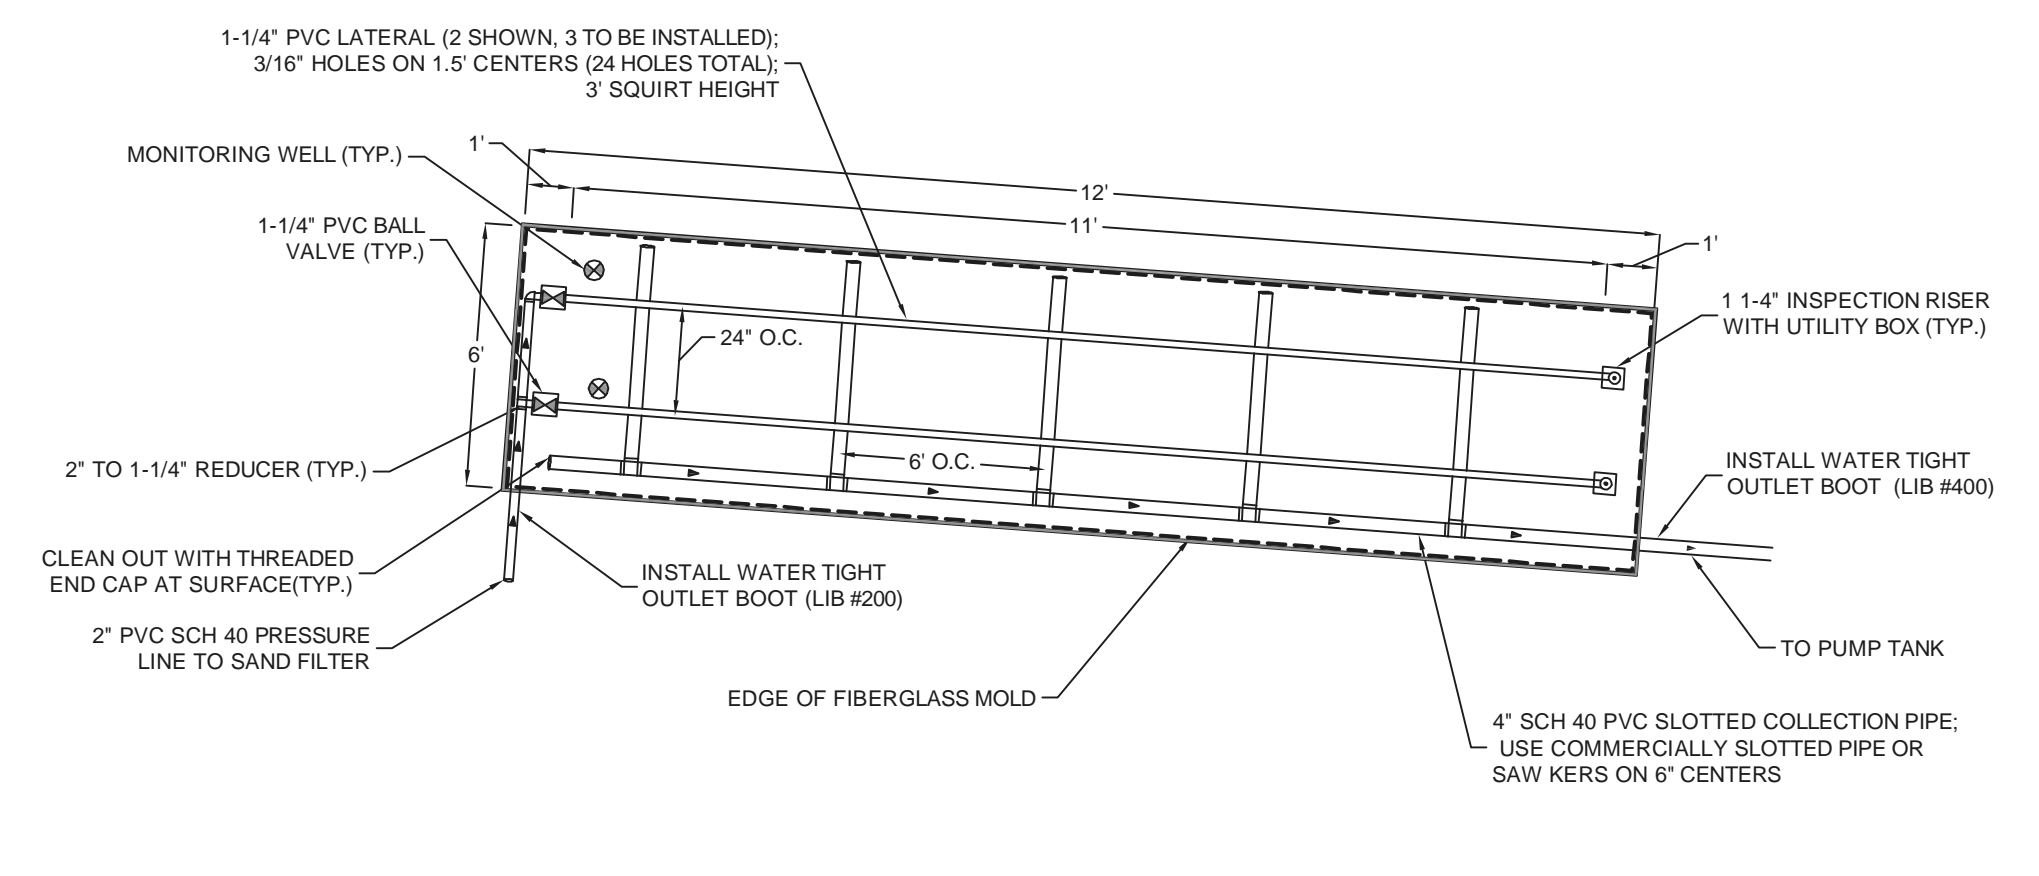 1-1/4" PVC LATERAL (2 SHOWN, 3 TO BE INSTALLED);
3/16" HOLES ON 1.5' CENTERS (24 HOLES TOTAL);
3' SQUIRT HEIGHT
MONITORING WELL (TYP.)
1'
12'
11'
1'
1-1/4" PVC BALL
VALVE (TYP.)
6'
24" O.C.
1 1-4" INSPECTION RISER
WITH UTILITY BOX (TYP.)
2" TO 1-1/4" REDUCER (TYP.)
6' O.C.
INSTALL WATER TIGHT
OUTLET BOOT (LIB #400)
CLEAN OUT WITH THREADED
END CAP AT SURFACE(TYP.)
INSTALL WATER TIGHT
OUTLET BOOT (LIB #200)
2" PVC SCH 40 PRESSURE
LINE TO SAND FILTER
TO PUMP TANK
EDGE OF FIBERGLASS MOLD
4" SCH 40 PVC SLOTTED COLLECTION PIPE;
USE COMMERCIALLY SLOTTED PIPE OR
SAW KERS ON 6" CENTERS